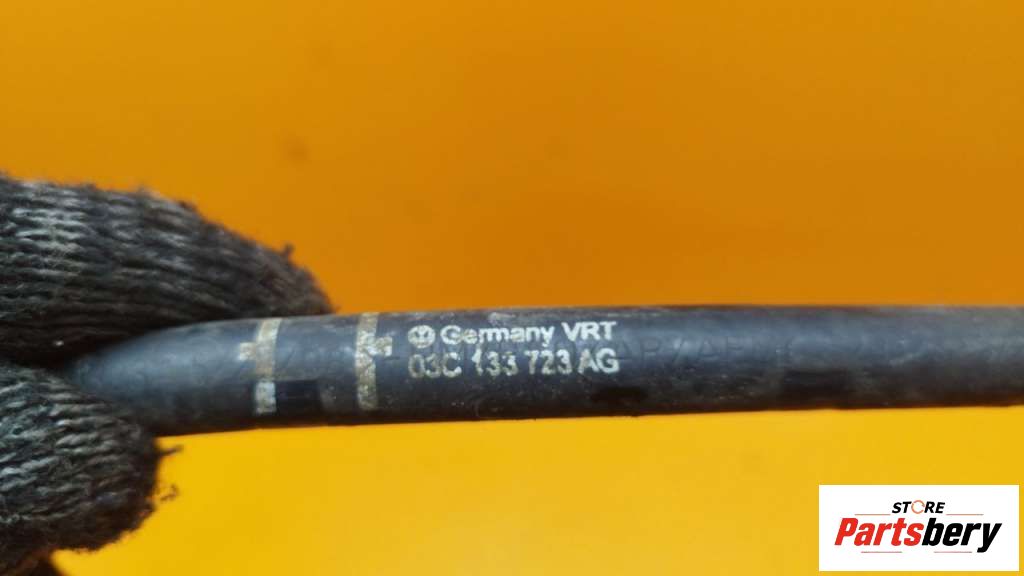 Germany VRT
03C 133 723 AG
STORE
Partsbery